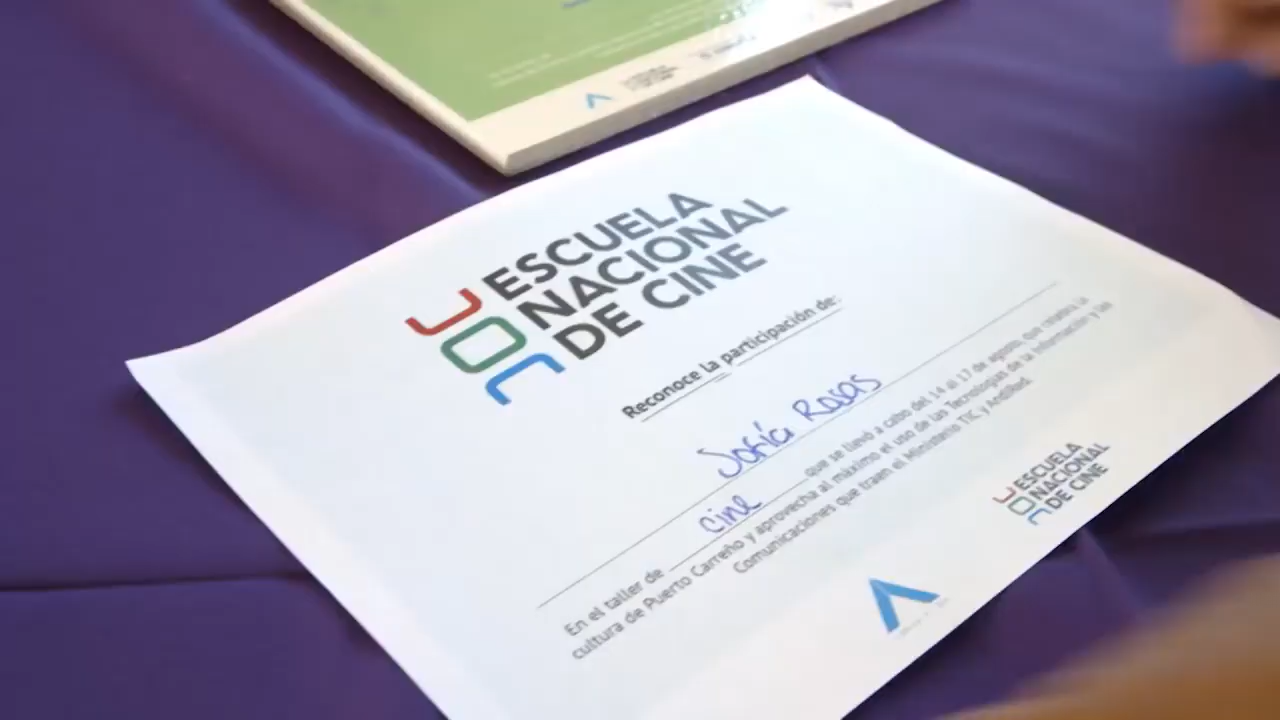 ESCUELA
NACIONAL
DE CINE
Reconoce la participación de:
Sofía Rosas
En el taller de cine que se llevó a cabo del 14 al 17 de agosto, que celebra la
cultura de Puerto Carreño y aprovecha al máximo el uso de las Tecnologías de la Información y las
Comunicaciones que traen el Ministerio TIC y AndiRed.
ESCUELA
NACIONAL
DE CINE